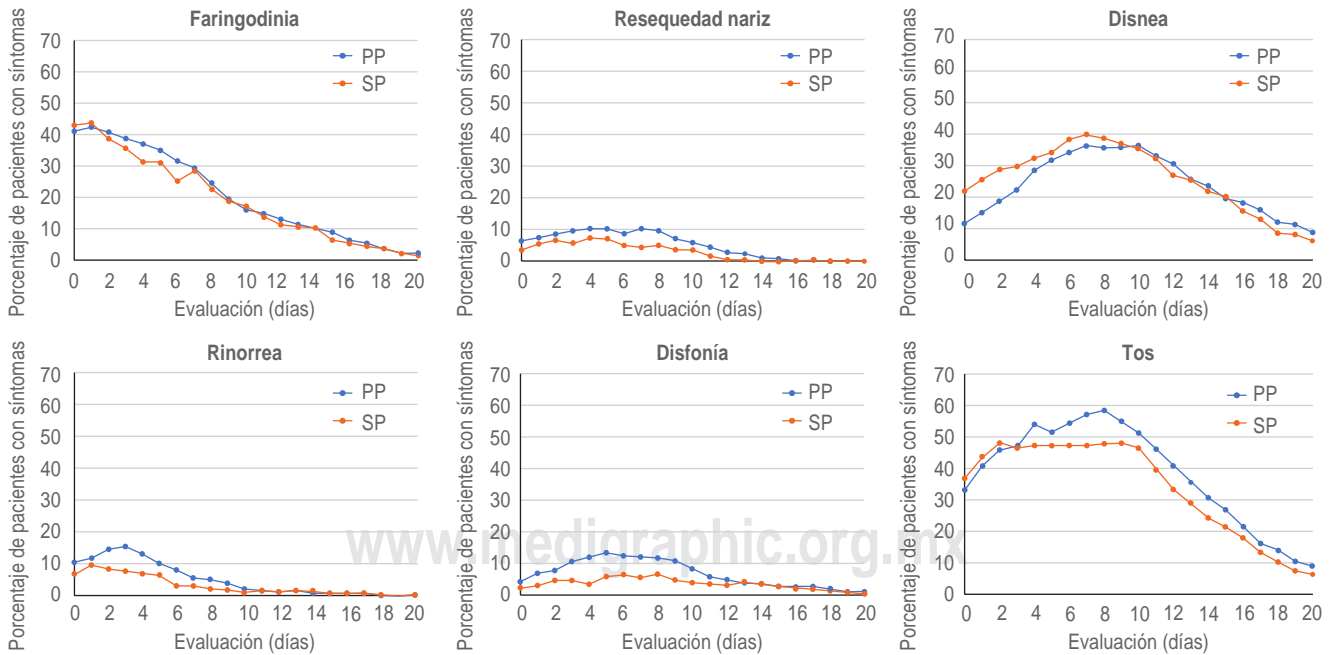 Faringodinia
Porcentaje de pacientes con síntomas
70
60
50
40
30
20
10
0
PP
SP
0 2 4 6 8 10 12 14 16 18 20
Evaluación (días)
Resequedad nariz
Porcentaje de pacientes con síntomas
70
60
50
40
30
20
10
0
PP
SP
0 2 4 6 8 10 12 14 16 18 20
Evaluación (días)
Disnea
Porcentaje de pacientes con síntomas
70
60
50
40
30
20
10
0
PP
SP
0 2 4 6 8 10 12 14 16 18 20
Evaluación (días)
Rinorrea
Porcentaje de pacientes con síntomas
70
60
50
40
30
20
10
0
PP
SP
0 2 4 6 8 10 12 14 16 18 20
Evaluación (días)
Disfonía
Porcentaje de pacientes con síntomas
70
60
50
40
30
20
10
0
PP
SP
0 2 4 6 8 10 12 14 16 18 20
Evaluación (días)
Tos
Porcentaje de pacientes con síntomas
70
60
50
40
30
20
10
0
PP
SP
0 2 4 6 8 10 12 14 16 18 20
Evaluación (días)
www.medigraphic.org.mx